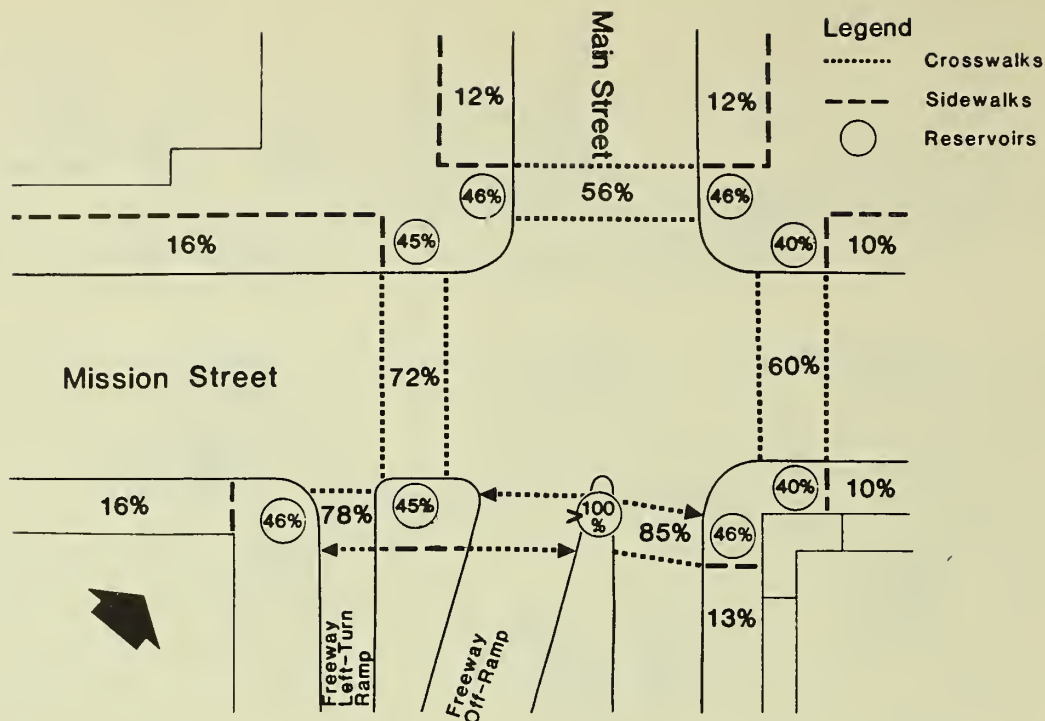 Legend
Crosswalks
Sidewalks
Reservoirs
Main Street
12%
12%
46%
56%
46%
16%
45%
40%
10%
Mission Street
72%
60%
16%
46%
78%
45%
100
%
85%
40%
10%
46%
13%
Freeway
Left-Turn
Ramp
Freeway
Off-Ramp